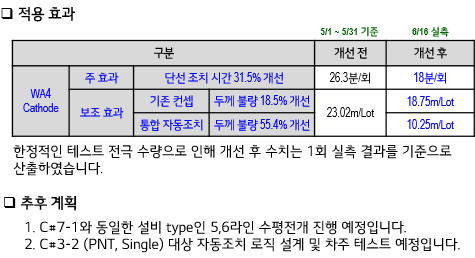 ❑ 적용 효과
5/1 ~ 5/31 기준 6/16 실측
구분 개선 전 개선 후
WA4 Cathode 주 효과 단선 조치 시간 31.5% 개선 26.3분/회 18분/회
보조 효과 기존 컨셉 두께 불량 18.5% 개선 23.02m/Lot 18.75m/Lot
통합 자동조치 두께 불량 55.4% 개선 10.25m/Lot
한정적인 테스트 전극 수량으로 인해 개선 후 수치는 1회 실측 결과를 기준으로
산출하였습니다.
❑ 추후 계획
1. C#7-1와 동일한 설비 type인 5,6라인 수평전개 진행 예정입니다.
2. C#3-2 (PNT, Single) 대상 자동조치 로직 설계 및 차주 테스트 예정입니다.